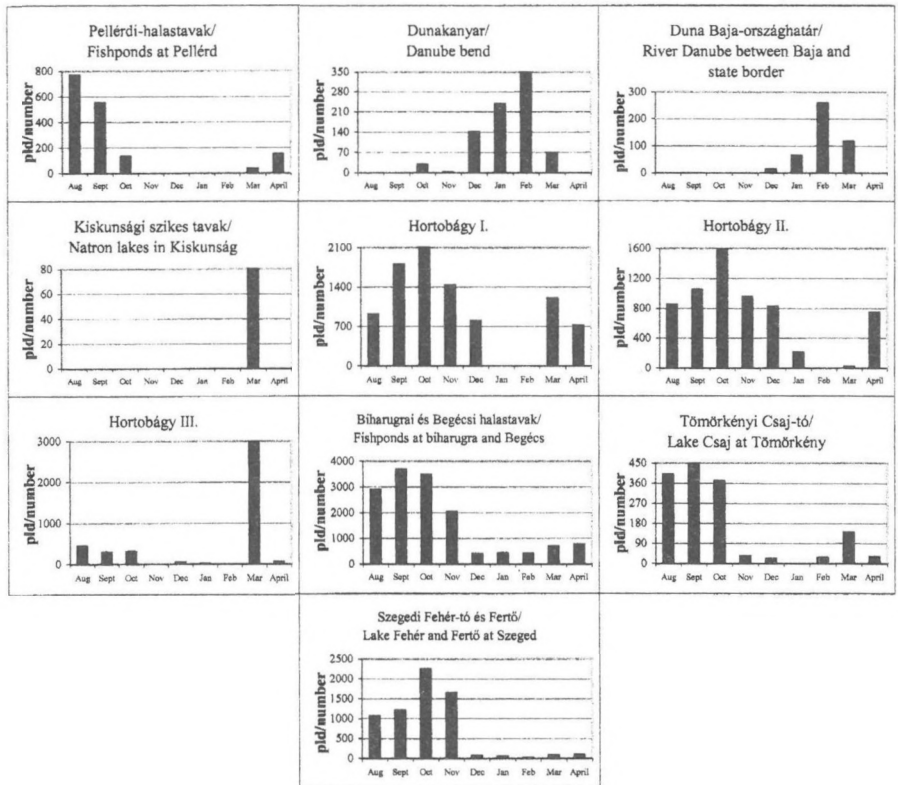 Pellérdi-halastavak/
Fishponds at Pellérd
pld/number
800
600
400
200
0
Aug Sept Oct Nov Dec Jan Feb Mar April
Dunakanyar/
Danube bend
pld/number
350
280
210
140
70
0
Aug Sept Oct Nov Dec Jan Feb Mar April
Duna Baja-országhatár/
River Danube between Baja and
state border
pld/number
300
200
100
0
Aug Sept Oct Nov Dec Jan Feb Mar April
Kiskunsági szikes tavak/
Natron lakes in Kiskunság
pld/number
80
60
40
20
0
Aug Sept Oct Nov Dec Jan Feb Mar April
Hortobágy I.
pld/number
2100
1400
700
0
Aug Sept Oct Nov Dec Jan Feb Mar April
Hortobágy II.
pld/number
1600
1200
800
400
0
Aug Sept Oct Nov Dec Jan Feb Mar April
Hortobágy III.
pld/number
3000
2000
1000
0
Aug Sept Oct Nov Dec Jan Feb Mar April
Biharugrai és Begécsi halastavak/
Fishponds at biharugra and Begécs
pld/number
4000
3000
2000
1000
0
Aug Sept Oct Nov Dec Jan Feb Mar April
Tömörkényi Csaj-tó/
Lake Csaj at Tömörkény
pld/number
450
360
270
180
90
0
Aug Sept Oct Nov Dec Jan Feb Mar April
Szegedi Fehér-tó és Fertő/
Lake Fehér and Fertő at Szeged
pld/number
2500
2000
1500
1000
500
0
Aug Sept Oct Nov Dec Jan Feb Mar April